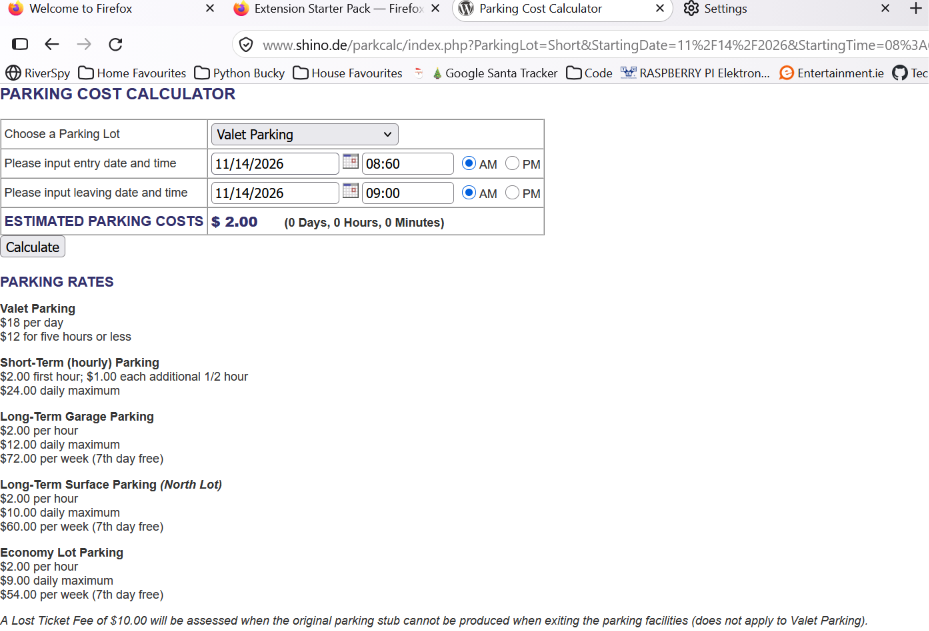 Welcome to Firefox
Extension Starter Pack — Firefox
Parking Cost Calculator
Settings
www.shino.de/parkcalc/index.php?ParkingLot=Short&StartingDate=11%2F14%2F2026&StartingTime=08%3A
RiverSpy Home Favourites Python Bucky House Favourites Google Santa Tracker Code RASPBERRY PI Elektron... Entertainment.ie Tec
PARKING COST CALCULATOR
Choose a Parking Lot Valet Parking
Please input entry date and time 11/14/2026 08:60 AM PM
Please input leaving date and time 11/14/2026 09:00 AM PM
ESTIMATED PARKING COSTS $ 2.00 (0 Days, 0 Hours, 0 Minutes)
Calculate
PARKING RATES
Valet Parking
$18 per day
$12 for five hours or less
Short-Term (hourly) Parking
$2.00 first hour; $1.00 each additional 1/2 hour
$24.00 daily maximum
Long-Term Garage Parking
$2.00 per hour
$12.00 daily maximum
$72.00 per week (7th day free)
Long-Term Surface Parking (North Lot)
$2.00 per hour
$10.00 daily maximum
$60.00 per week (7th day free)
Economy Lot Parking
$2.00 per hour
$9.00 daily maximum
$54.00 per week (7th day free)
A Lost Ticket Fee of $10.00 will be assessed when the original parking stub cannot be produced when exiting the parking facilities (does not apply to Valet Parking).